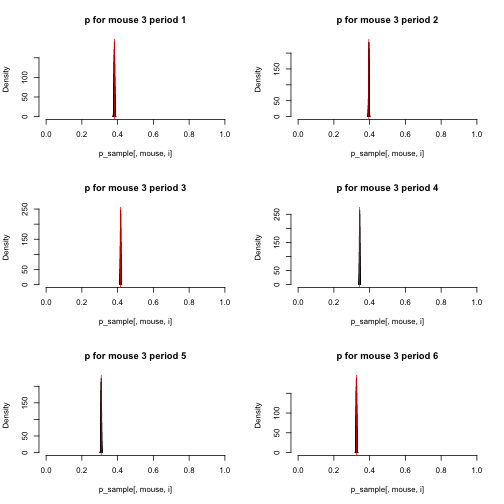 p for mouse 3 period 1
Density
0 50 100
0.0 0.2 0.4 0.6 0.8 1.0
p_sample[, mouse, i]
p for mouse 3 period 2
Density
0 50 150
0.0 0.2 0.4 0.6 0.8 1.0
p_sample[, mouse, i]
p for mouse 3 period 3
Density
0 50 150 250
0.0 0.2 0.4 0.6 0.8 1.0
p_sample[, mouse, i]
p for mouse 3 period 4
Density
0 50 150 250
0.0 0.2 0.4 0.6 0.8 1.0
p_sample[, mouse, i]
p for mouse 3 period 5
Density
0 50 150
0.0 0.2 0.4 0.6 0.8 1.0
p_sample[, mouse, i]
p for mouse 3 period 6
Density
0 50 100
0.0 0.2 0.4 0.6 0.8 1.0
p_sample[, mouse, i]